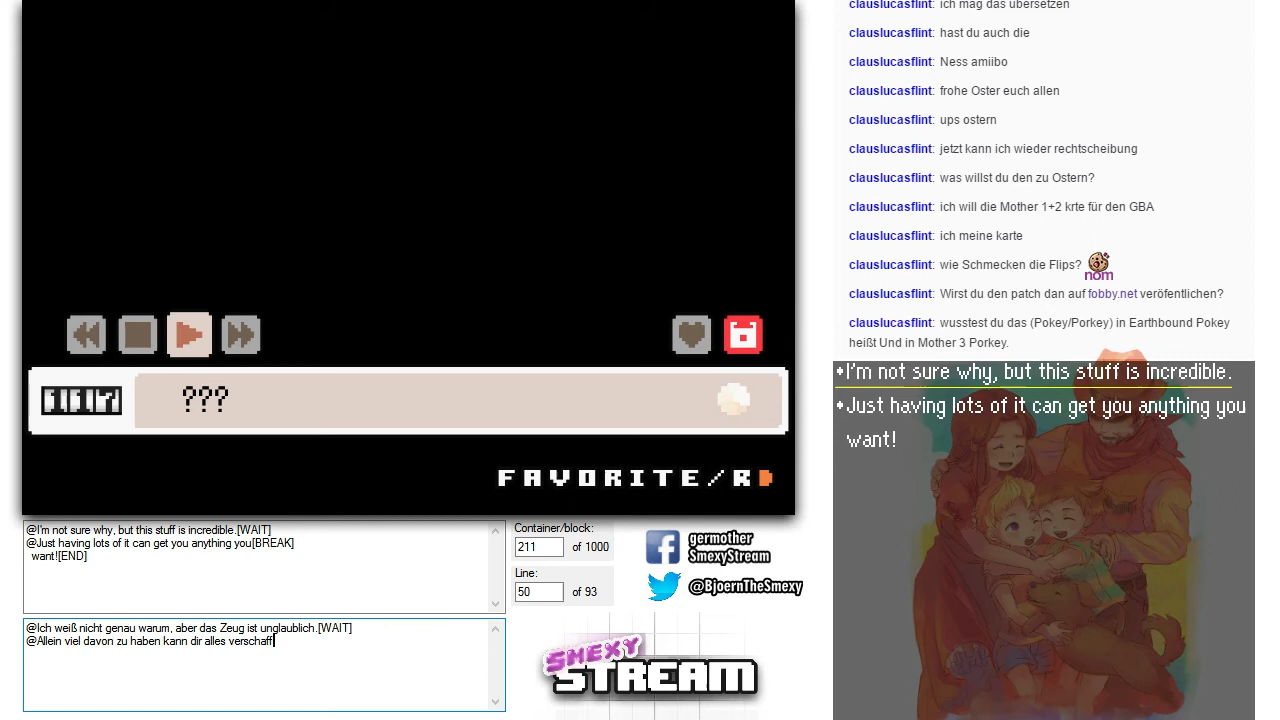 clauslucasflint: ich mag das übersetzen
clauslucasflint: hast du auch die
clauslucasflint: Ness amiibo
clauslucasflint: frohe Oster euch allen
clauslucasflint: ups ostern
clauslucasflint: jetzt kann ich wieder rechtscheibung
clauslucasflint: was willst du den zu Ostern?
clauslucasflint: ich will die Mother 1+2 krte für den GBA
clauslucasflint: ich meine karte
clauslucasflint: wie Schmecken die Flips?
nom
clauslucasflint: Wirst du den patch dan auf fobby.net veröfentlichen?
clauslucasflint: wusstest du das (Pokey/Porkey) in Earthbound Pokey
heißt Und in Mother 3 Porkey.
•I'm not sure why, but this stuff is incredible.
•Just having lots of it can get you anything you
want!
???
FAVORITE/R
@I'm not sure why, but this stuff is incredible.[WAIT]
@Just having lots of it can get you anything you[BREAK]
want![END]
@Ich weiß nicht genau warum, aber das Zeug ist unglaublich.[WAIT]
@Allein viel davon zu haben kann dir alles verschaff
Container/block:
211 of 1000
Line:
50 of 93
germother
SmexyStream
@BjoernTheSmexy
SMEXY
STREAM